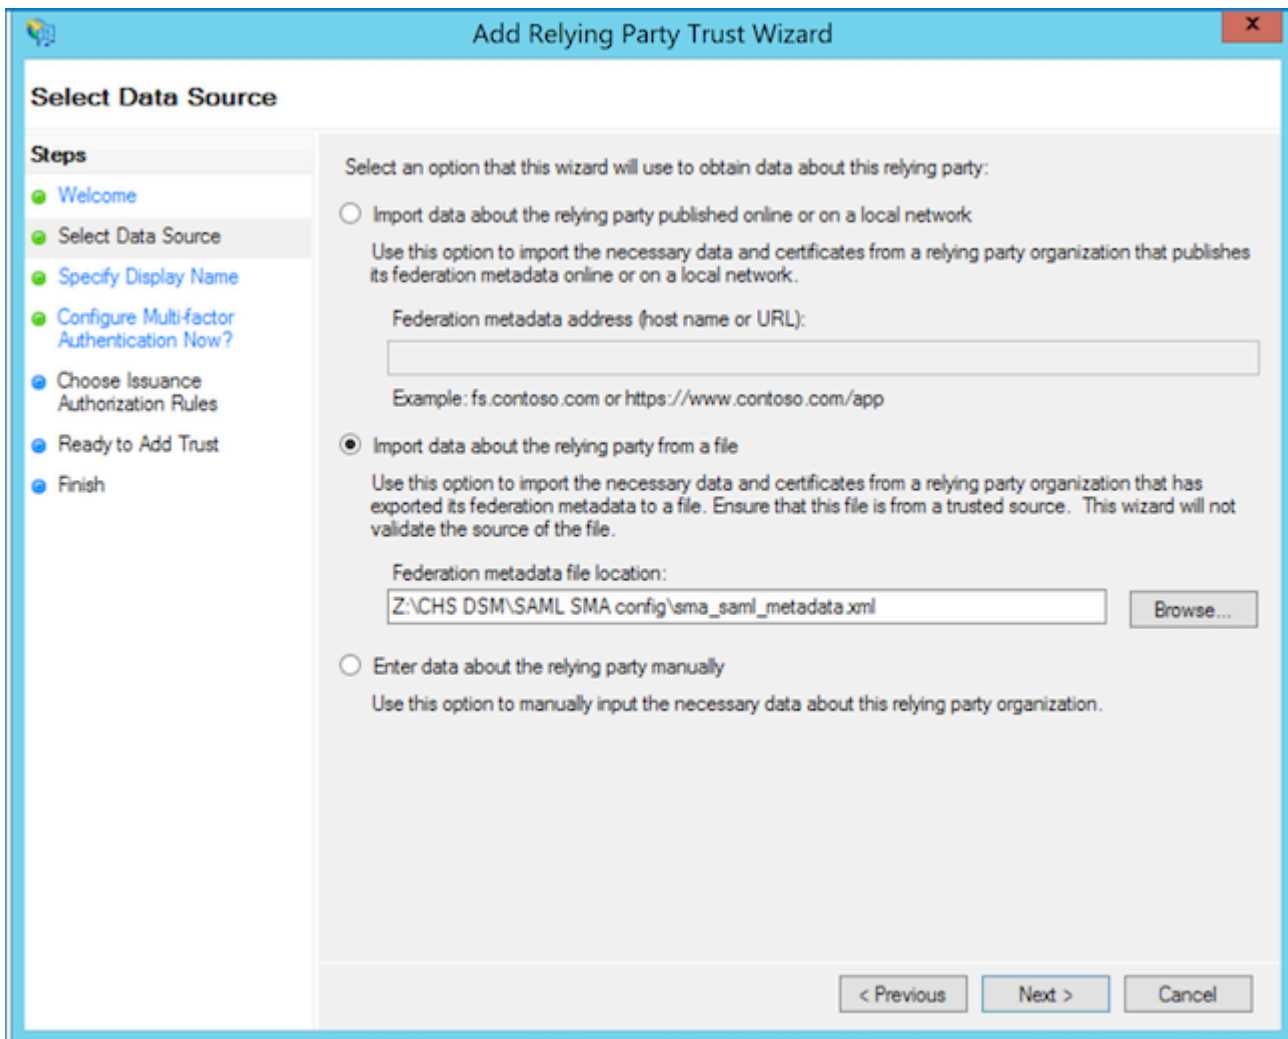 Add Relying Party Trust Wizard
x
Select Data Source
Steps
Welcome
Select Data Source
Specify Display Name
Configure Multi-factor
Authentication Now?
Choose Issuance
Authorization Rules
Ready to Add Trust
Finish
Select an option that this wizard will use to obtain data about this relying party:
Import data about the relying party published online or on a local network
Use this option to import the necessary data and certificates from a relying party organization that publishes
its federation metadata online or on a local network.
Federation metadata address (host name or URL):
Example: fs.contoso.com or https://www.contoso.com/app
Import data about the relying party from a file
Use this option to import the necessary data and certificates from a relying party organization that has
exported its federation metadata to a file. Ensure that this file is from a trusted source.  This wizard will not
validate the source of the file.
Federation metadata file location:
Z:\CHS DSM\SAML SMA config\sma_saml_metadata.xml
Browse...
Enter data about the relying party manually
Use this option to manually input the necessary data about this relying party organization.
< Previous
Next >
Cancel